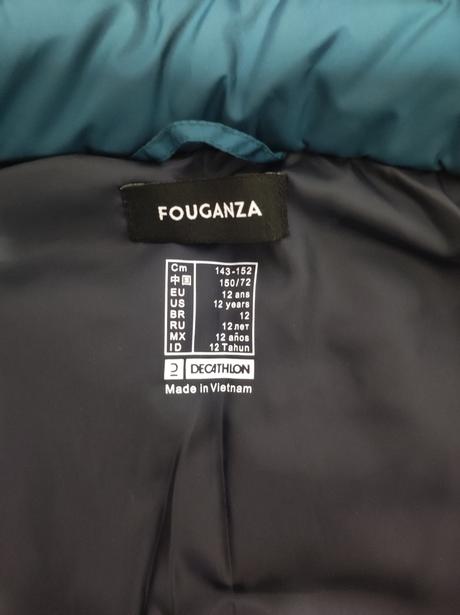 FOUGANZA
Cm 143-152
中国 150/72
EU 12 ans
US 12 years
BR 12
RU 12 лет
MX 12 años
ID 12 Tahun
DECATHLON
Made in Vietnam